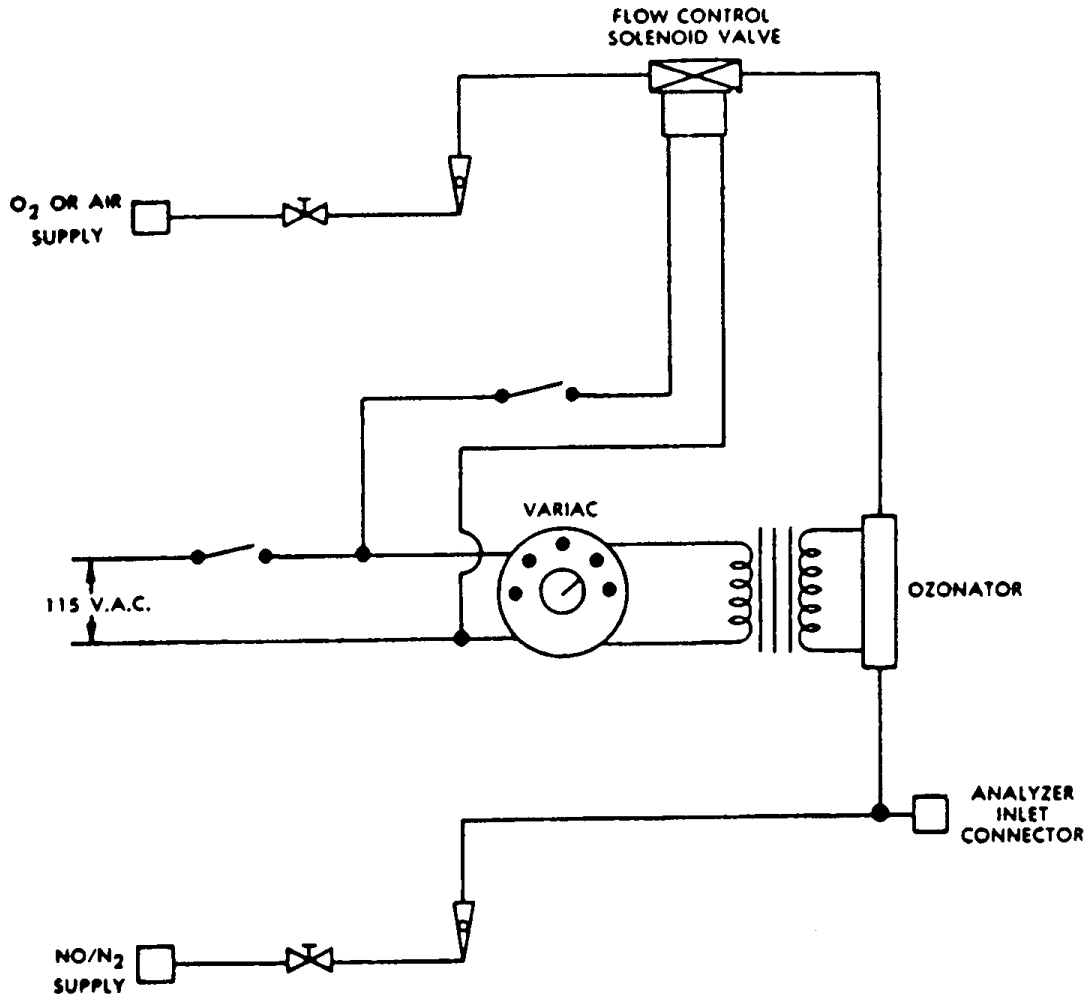 FLOW CONTROL
SOLENOID VALVE
O2 OR AIR
SUPPLY
VARIAC
115 V.A.C.
OZONATOR
ANALYZER
INLET
CONNECTOR
NO/N2
SUPPLY